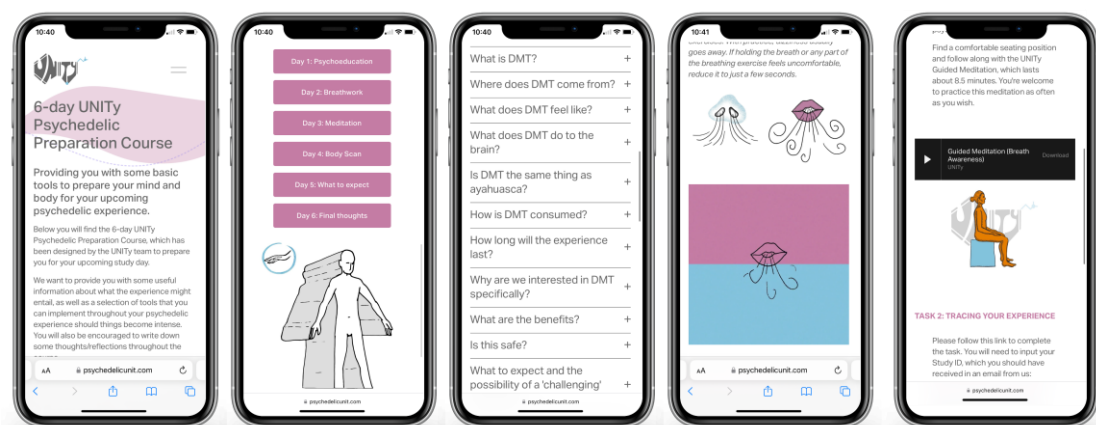 10:40
UNITy
6-day UNITy
Psychedelic
Preparation Course
Providing you with some basic
tools to prepare your mind and
body for your upcoming
psychedelic experience.
Below you will find the 6-day UNITy
Psychedelic Preparation Course, which has
been designed by the UNITy team to prepare
you for your upcoming study day.
We want to provide you with some useful
information about what the experience might
entail, as well as a selection of tools that you
can implement throughout your psychedelic
experience should things become intense.
You will also be encouraged to write down
some thoughts/reflections throughout the
AA psychedelicunit.com
10:40
Day 1: Psychoeducation
Day 2: Breathwork
Day 3: Meditation
Day 4: Body Scan
Day 5: What to expect
Day 6: Final thoughts
psychedelicunit.com
10:40
What is DMT? +
Where does DMT come from? +
What does DMT feel like? +
What does DMT do to the
brain? +
Is DMT the same thing as
ayahuasca? +
How is DMT consumed? +
How long will the experience
last? +
Why are we interested in DMT
specifically? +
What are the benefits? +
Is this safe? +
What to expect and the
possibility of a 'challenging' +
psychedelicunit.com
10:41
goes away. If holding the breath or any part of
the breathing exercise feels uncomfortable,
reduce it to just a few seconds.
AA psychedelicunit.com
Find a comfortable seating position
and follow along with the UNITy
Guided Meditation, which lasts
about 8.5 minutes. You're welcome
to practice this meditation as often
as you wish.
Guided Meditation (Breath
Awareness)
Download
UNITy
UNITy
TASK 2: TRACING YOUR EXPERIENCE
Please follow this link to complete
the task. You will need to input your
Study ID, which you should have
received in an email from us:
psychedelicunit.com